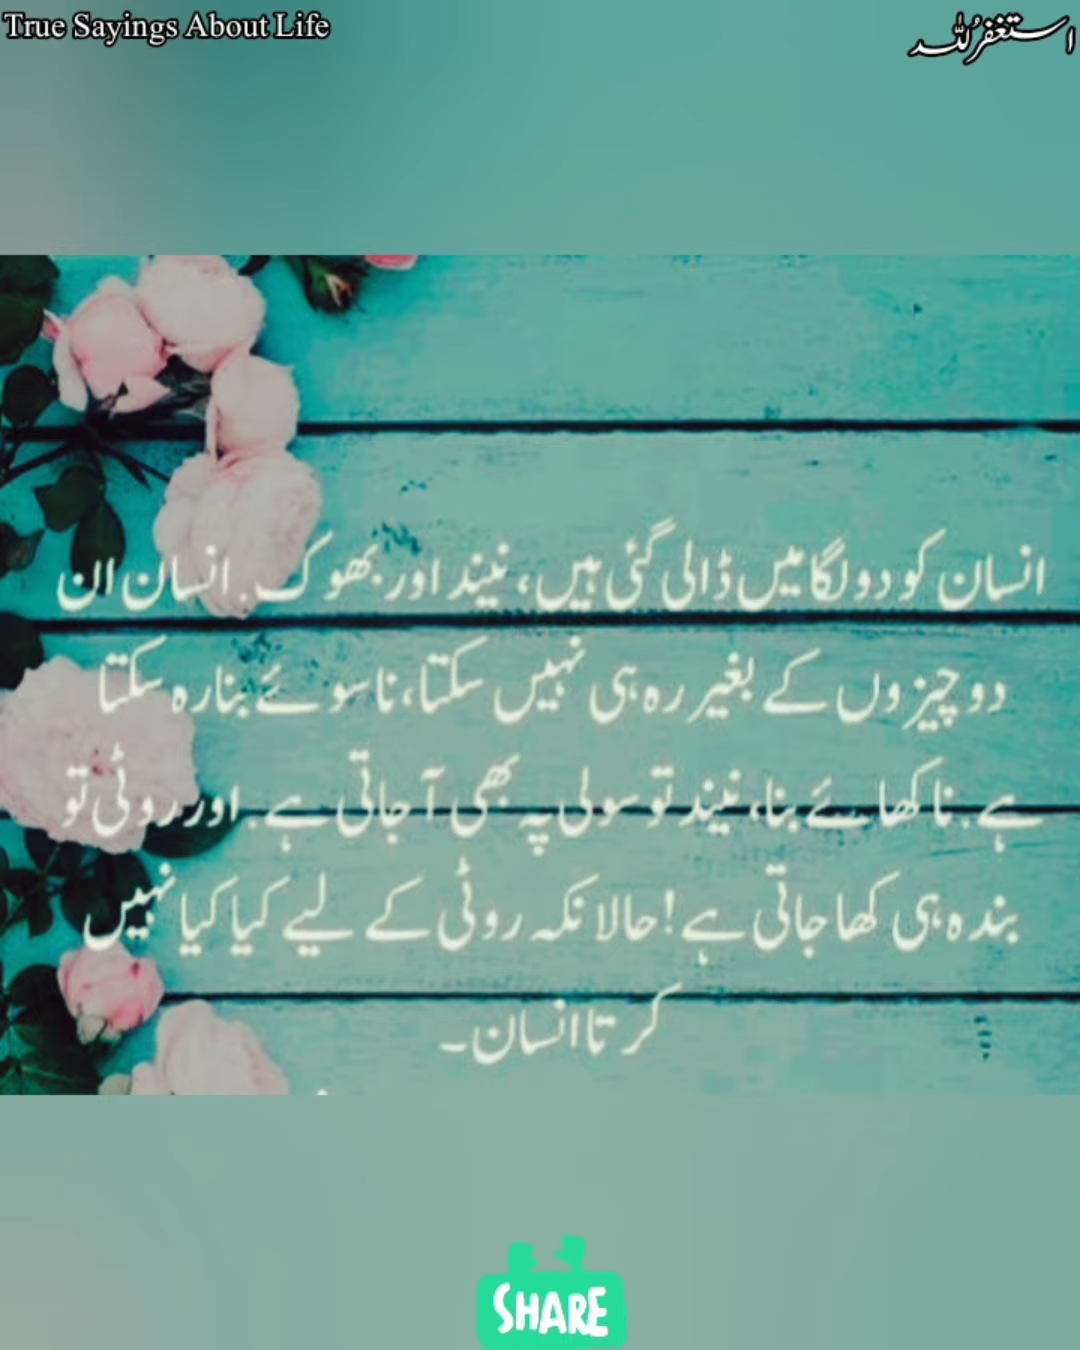 True Sayings About Life
استغفرُللہ
انسان کو دو لگامیں ڈالی گئی ہیں، نیند اور بھوک. انسان ان
دو چیزوں کے بغیر رہ ہی نہیں سکتا، نا سوئے بنا رہ سکتا
ہے. نا کھائے بنا، نیند تو سولی پہ بھی آ جاتی ہے. اور روٹی تو
بندہ ہی کھا جاتی ہے! حالانکہ روٹی کے لیے کیا کیا نہیں
کرتا انسان۔
SHARE